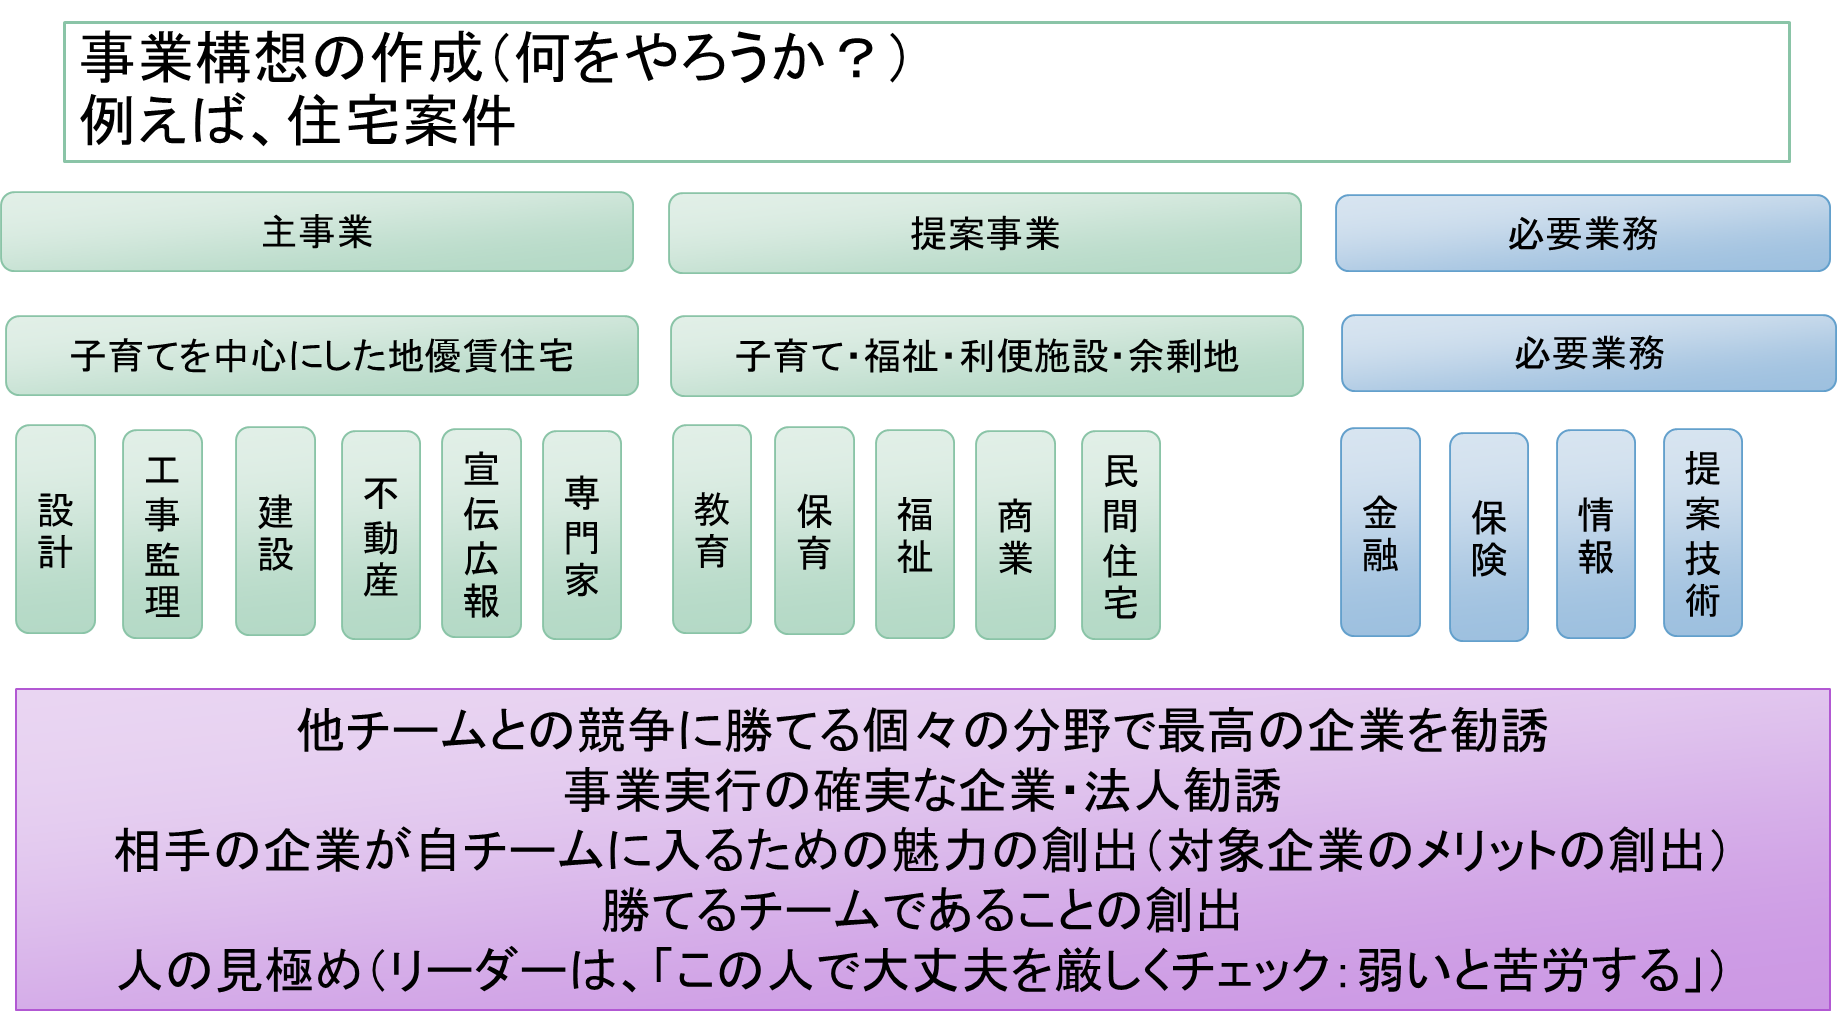 事業構想の作成（何をやろうか？）
例えば、住宅案件
主事業
提案事業
必要業務
子育てを中心にした地優賃住宅
子育て・福祉・利便施設・余剰地
必要業務
設計
工事監理
建設
不動産
宣伝広報
専門家
教育
保育
福祉
商業
民間住宅
金融
保険
情報
提案技術
他チームとの競争に勝てる個々の分野で最高の企業を勧誘
事業実行の確実な企業・法人勧誘
相手の企業が自チームに入るための魅力の創出（対象企業のメリットの創出）
勝てるチームであることの創出
人の見極め（リーダーは、「この人で大丈夫を厳しくチェック：弱いと苦労する」）